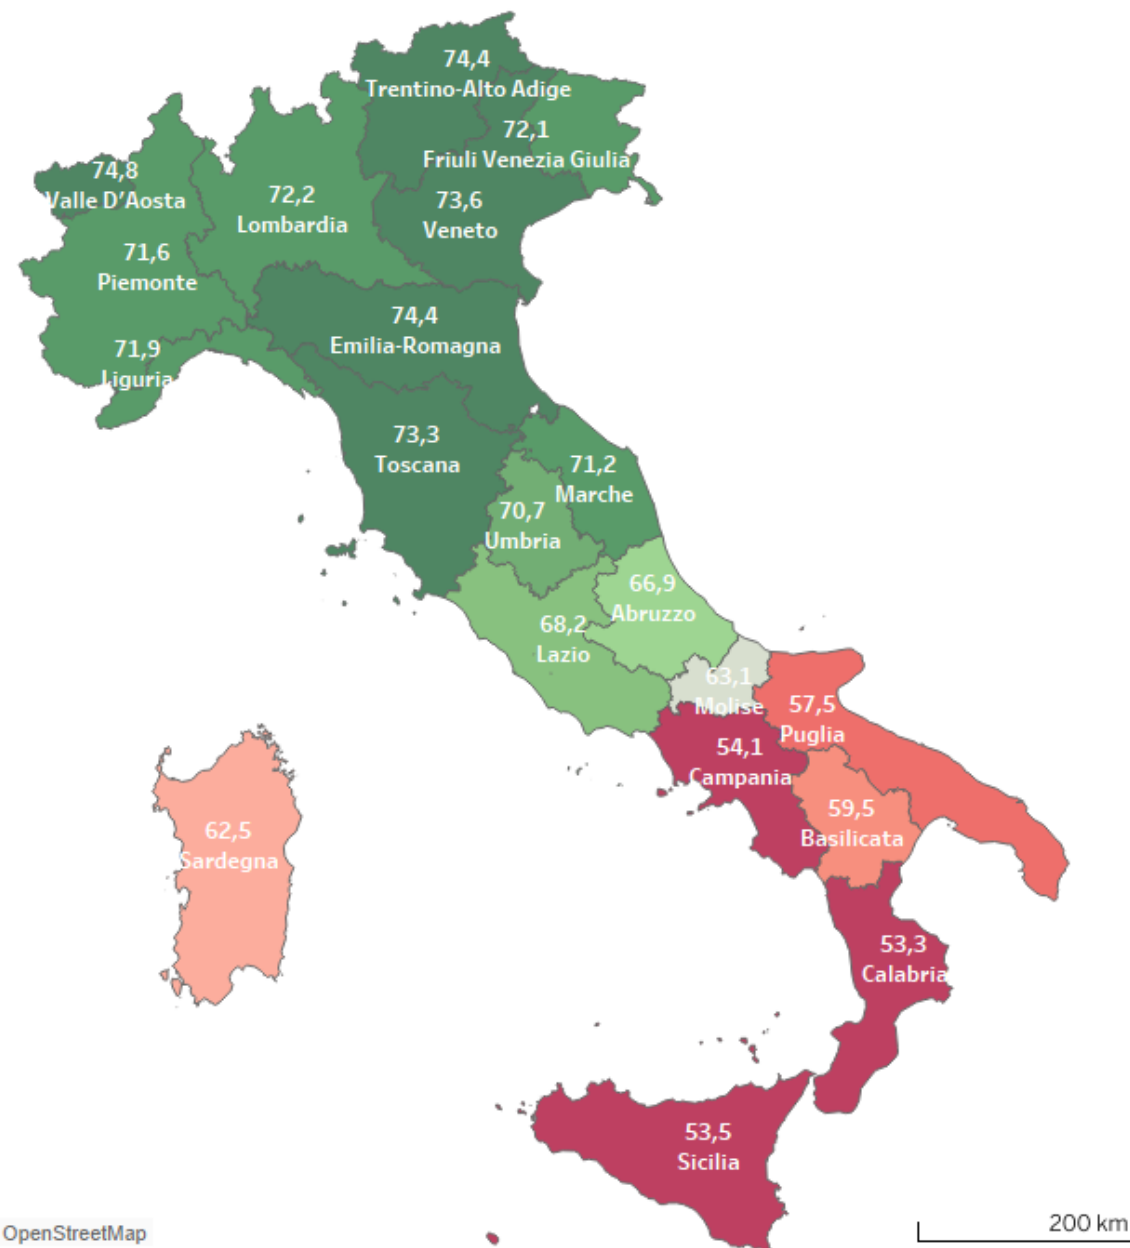 74,4
Trentino-Alto Adige
72,1
Friuli Venezia Giulia
74,8
Valle D’Aosta
72,2
Lombardia
73,6
Veneto
71,6
Piemonte
74,4
Emilia-Romagna
71,9
Liguria
73,3
Toscana
71,2
Marche
70,7
Umbria
66,9
Abruzzo
68,2
Lazio
63,1
Molise
57,5
Puglia
54,1
Campania
59,5
Basilicata
62,5
Sardegna
53,3
Calabria
53,5
Sicilia
OpenStreetMap
200 km